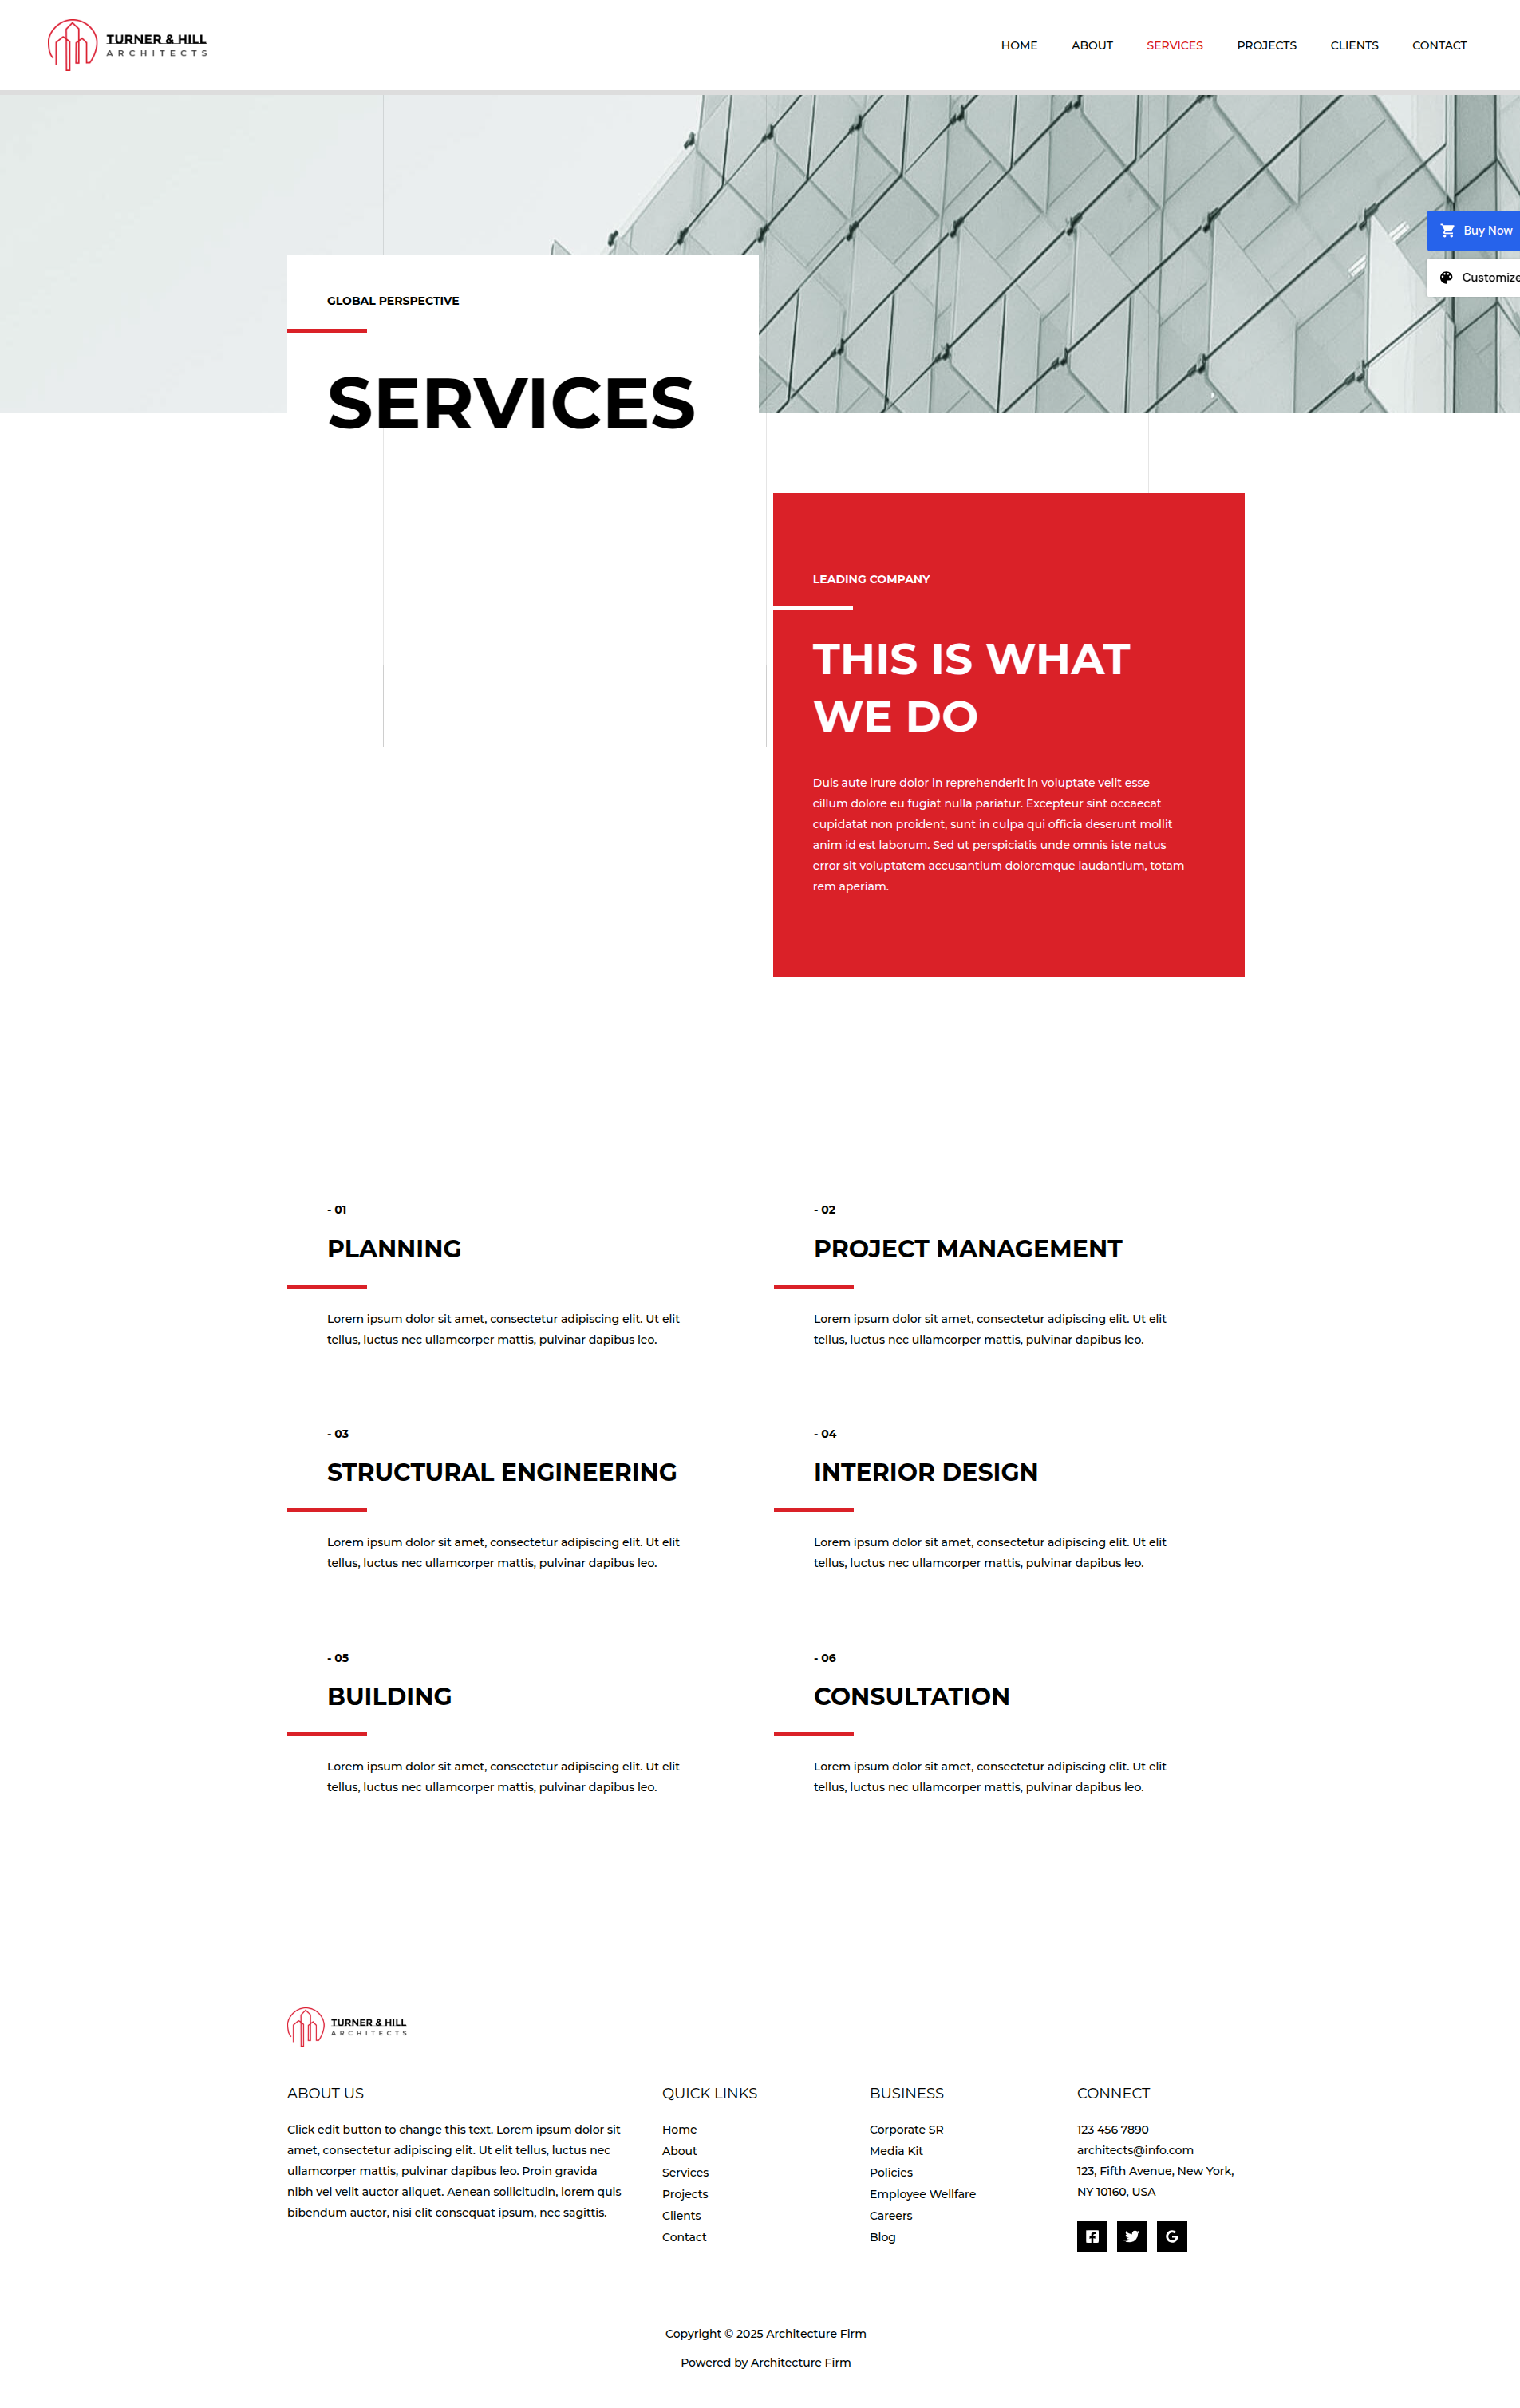 TURNER & HILL
ARCHITECTS
HOME ABOUT SERVICES PROJECTS CLIENTS CONTACT
Buy Now
Customize
GLOBAL PERSPECTIVE
SERVICES
LEADING COMPANY
THIS IS WHAT
WE DO
Duis aute irure dolor in reprehenderit in voluptate velit esse
cillum dolore eu fugiat nulla pariatur. Excepteur sint occaecat
cupidatat non proident, sunt in culpa qui officia deserunt mollit
anim id est laborum. Sed ut perspiciatis unde omnis iste natus
error sit voluptatem accusantium doloremque laudantium, totam
rem aperiam.
- 01
PLANNING
Lorem ipsum dolor sit amet, consectetur adipiscing elit. Ut elit
tellus, luctus nec ullamcorper mattis, pulvinar dapibus leo.
- 02
PROJECT MANAGEMENT
Lorem ipsum dolor sit amet, consectetur adipiscing elit. Ut elit
tellus, luctus nec ullamcorper mattis, pulvinar dapibus leo.
- 03
STRUCTURAL ENGINEERING
Lorem ipsum dolor sit amet, consectetur adipiscing elit. Ut elit
tellus, luctus nec ullamcorper mattis, pulvinar dapibus leo.
- 04
INTERIOR DESIGN
Lorem ipsum dolor sit amet, consectetur adipiscing elit. Ut elit
tellus, luctus nec ullamcorper mattis, pulvinar dapibus leo.
- 05
BUILDING
Lorem ipsum dolor sit amet, consectetur adipiscing elit. Ut elit
tellus, luctus nec ullamcorper mattis, pulvinar dapibus leo.
- 06
CONSULTATION
Lorem ipsum dolor sit amet, consectetur adipiscing elit. Ut elit
tellus, luctus nec ullamcorper mattis, pulvinar dapibus leo.
TURNER & HILL
ARCHITECTS
ABOUT US
Click edit button to change this text. Lorem ipsum dolor sit
amet, consectetur adipiscing elit. Ut elit tellus, luctus nec
ullamcorper mattis, pulvinar dapibus leo. Proin gravida
nibh vel velit auctor aliquet. Aenean sollicitudin, lorem quis
bibendum auctor, nisi elit consequat ipsum, nec sagittis.
QUICK LINKS
Home
About
Services
Projects
Clients
Contact
BUSINESS
Corporate SR
Media Kit
Policies
Employee Wellfare
Careers
Blog
CONNECT
123 456 7890
architects@info.com
123, Fifth Avenue, New York,
NY 10160, USA
Copyright © 2025 Architecture Firm
Powered by Architecture Firm